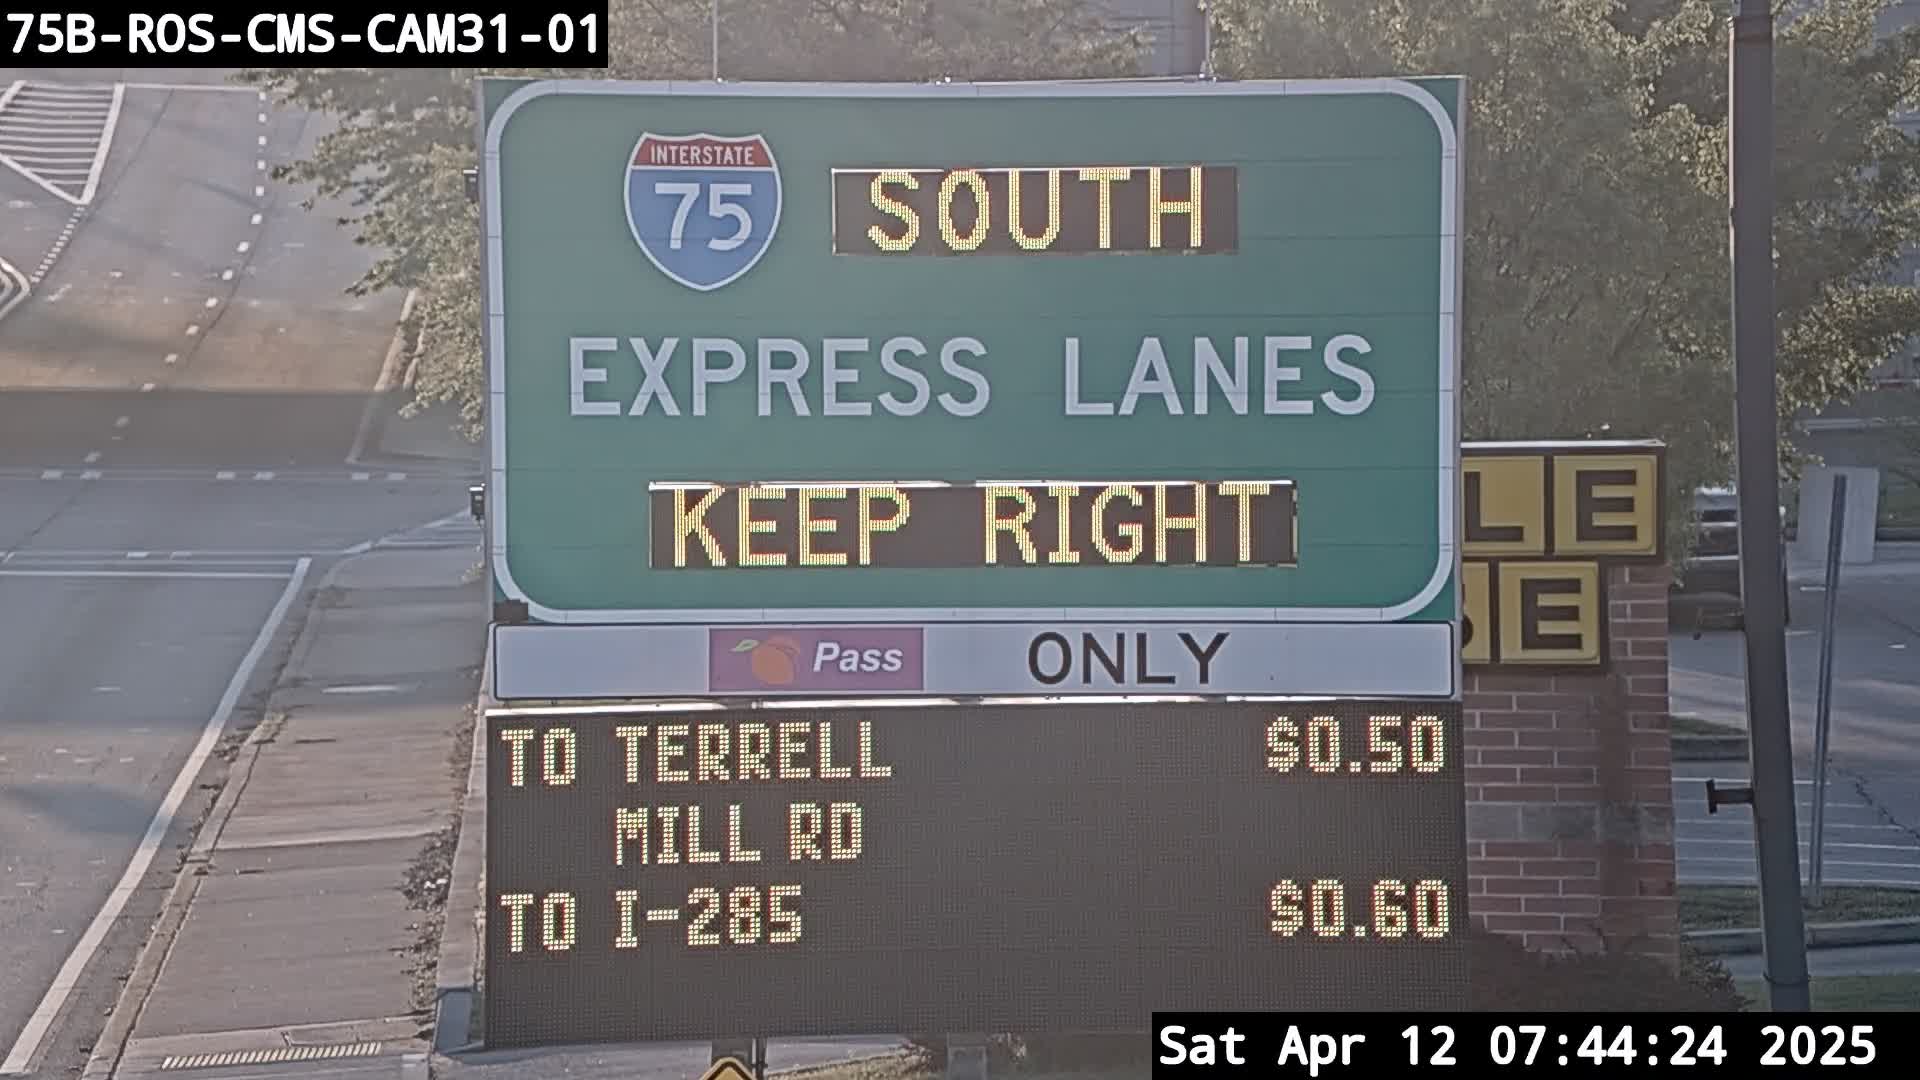 75B-ROS-CMS-CAM31-01
INTERSTATE
75
SOUTH
EXPRESS LANES
KEEP RIGHT
Pass ONLY
TO TERRELL $0.50
MILL RD
TO I-285 $0.60
LE
E
Sat Apr 12 07:44:24 2025